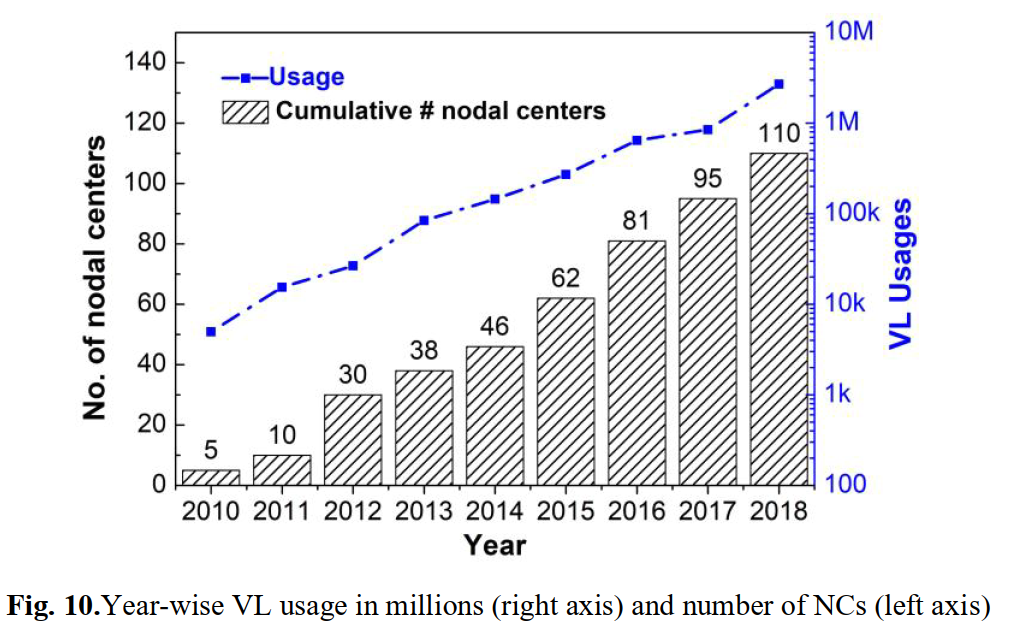 140
120
100
80
60
40
20
0
No. of nodal centers
Usage
Cumulative # nodal centers
5
10
30
38
46
62
81
95
110
10M
1M
100k
10k
1k
100
VL Usages
2010 2011 2012 2013 2014 2015 2016 2017 2018
Year
Fig. 10.Year-wise VL usage in millions (right axis) and number of NCs (left axis)